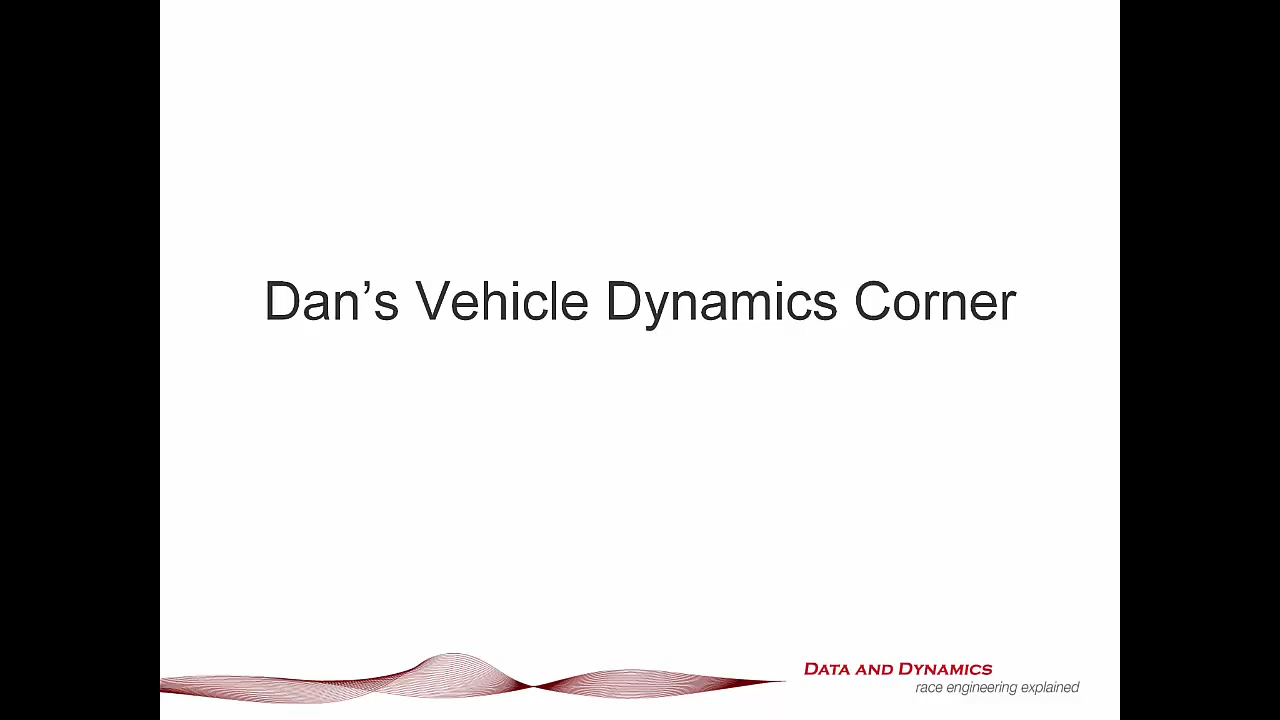 Dan’s Vehicle Dynamics Corner
DATA AND DYNAMICS
race engineering explained